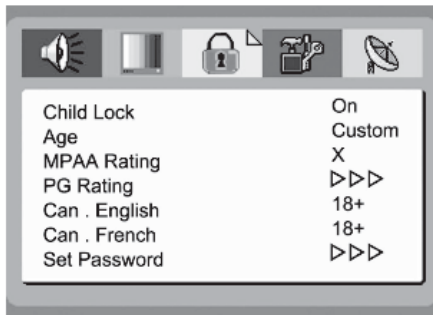 Child Lock On
Age Custom
MPAA Rating X
PG Rating ▷▷▷
Can . English 18+
Can . French 18+
Set Password ▷▷▷